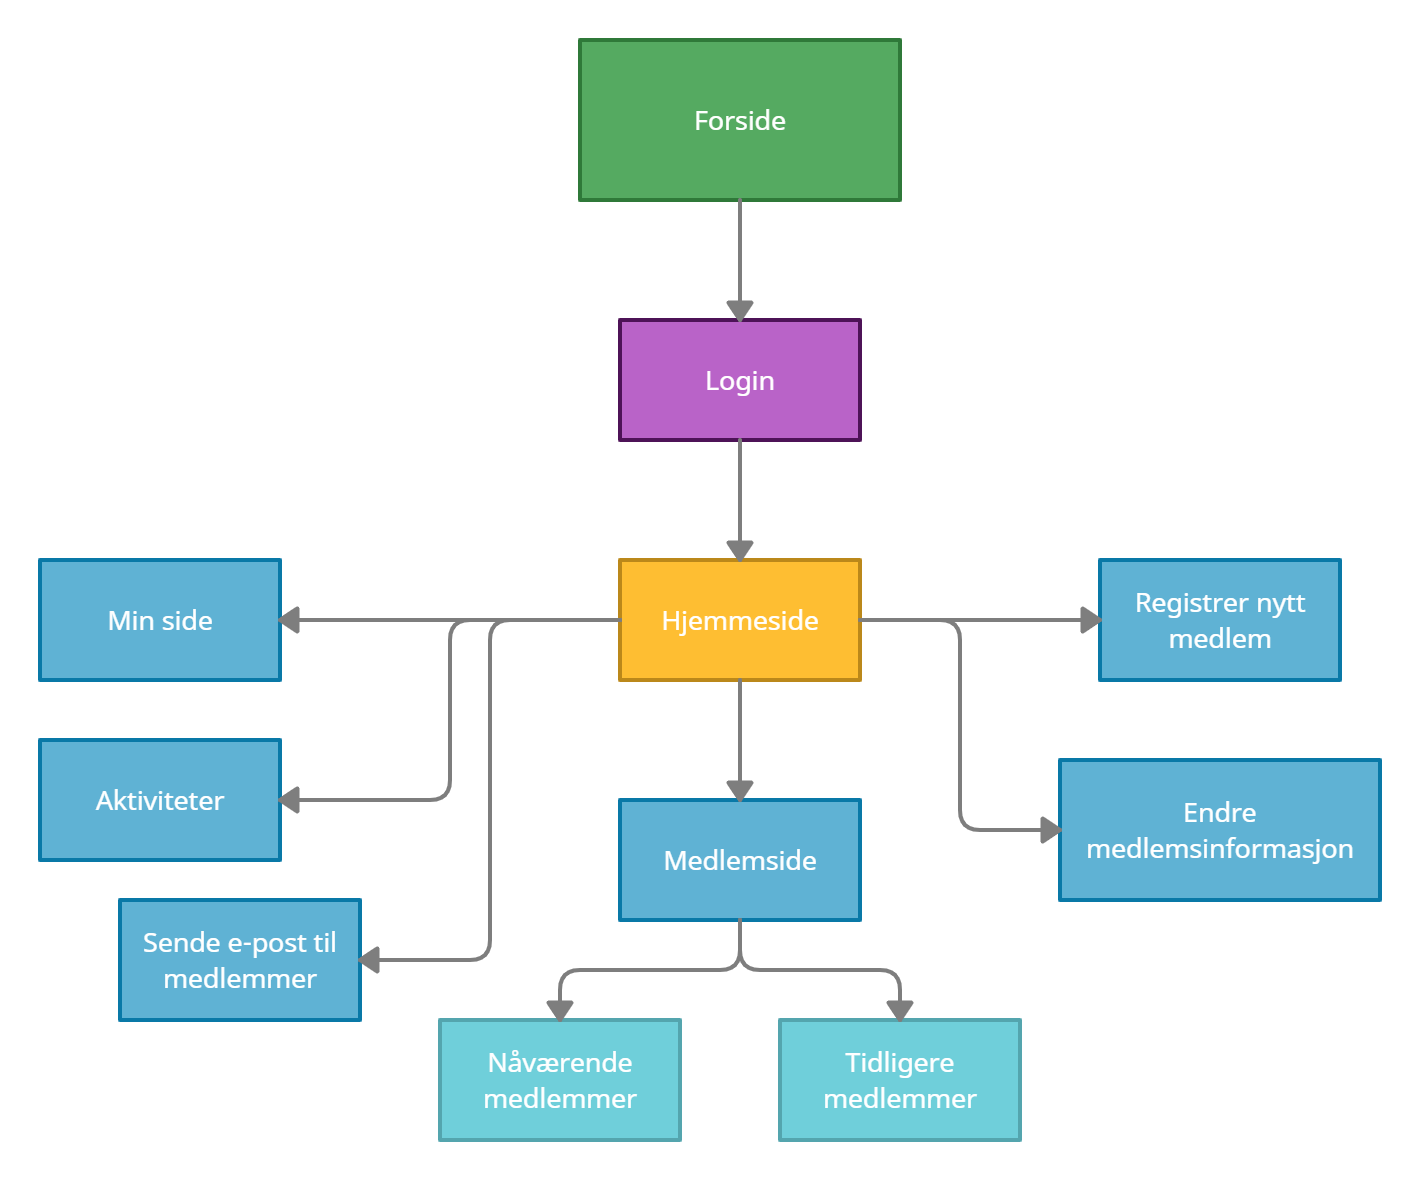 Forside
Login
Min side
Hjemmeside
Registrer nytt
medlem
Aktiviteter
Medlemside
Endre
medlemsinformasjon
Sende e-post til
medlemmer
Nåværende
medlemmer
Tidligere
medlemmer